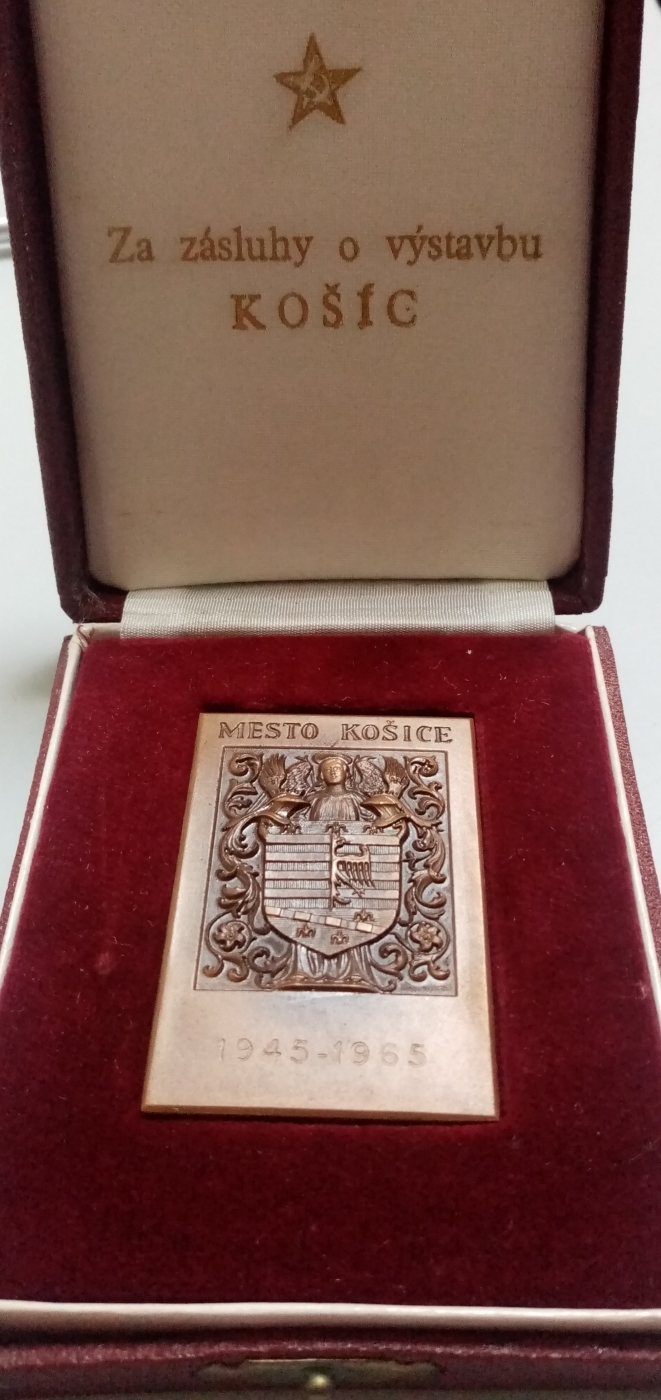 Za zásluhy o výstavbu
KOŠÍC
MESTO KOŠICE
1945-1965